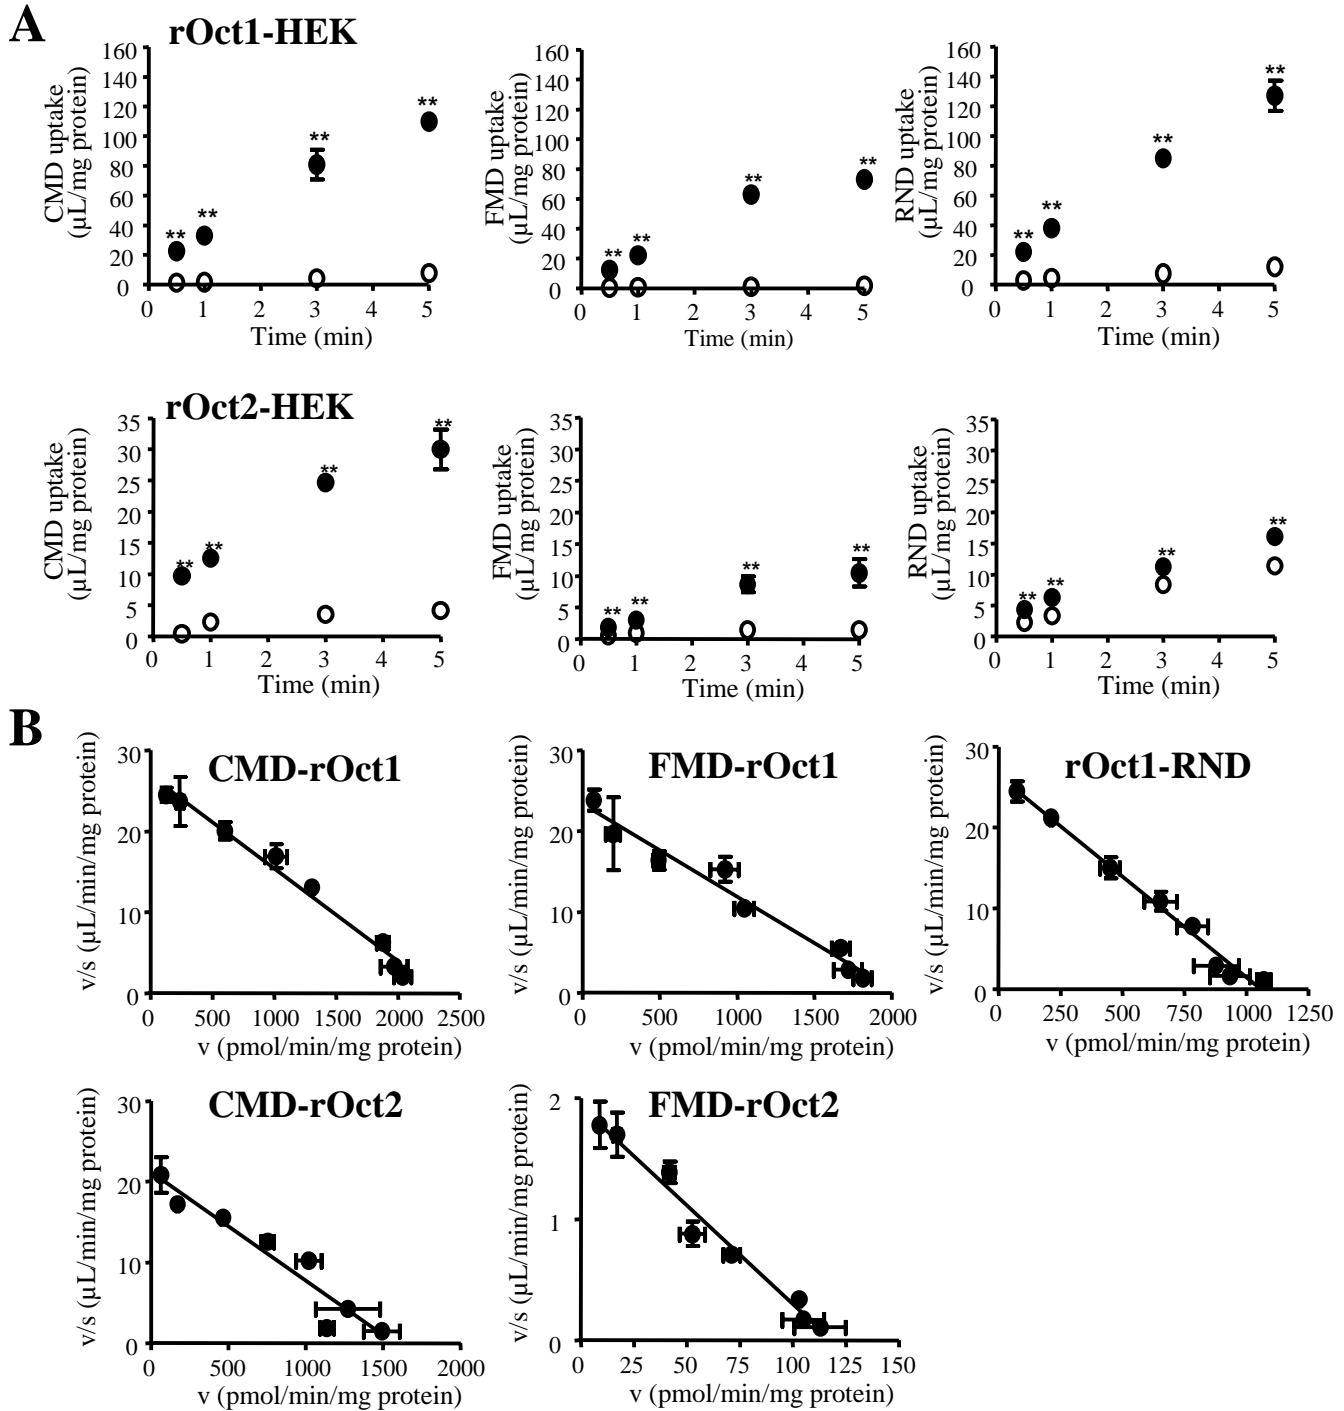 A
rOct1-HEK
CMD uptake
(µL/mg protein)
160
140
120
100
80
60
40
20
0
** ** ** **
0 1 2 3 4 5
Time (min)
FMD uptake
(µL/mg protein)
160
140
120
100
80
60
40
20
0
** ** ** **
0 1 2 3 4 5
Time (min)
RND uptake
(µL/mg protein)
160
140
120
100
80
60
40
20
0
** ** ** **
0 1 2 3 4 5
Time (min)
rOct2-HEK
CMD uptake
(µL/mg protein)
35
30
25
20
15
10
5
0
** ** ** **
0 1 2 3 4 5
Time (min)
FMD uptake
(µL/mg protein)
35
30
25
20
15
10
5
0
** ** ** **
0 1 2 3 4 5
Time (min)
RND uptake
(µL/mg protein)
35
30
25
20
15
10
5
0
** ** ** **
0 1 2 3 4 5
Time (min)
B
CMD-rOct1
v/s (µL/min/mg protein)
30
20
10
0
0 500 1000 1500 2000 2500
v (pmol/min/mg protein)
FMD-rOct1
v/s (µL/min/mg protein)
30
20
10
0
0 500 1000 1500 2000
v (pmol/min/mg protein)
rOct1-RND
v/s (µL/min/mg protein)
30
20
10
0
0 250 500 750 1000 1250
v (pmol/min/mg protein)
CMD-rOct2
v/s (µL/min/mg protein)
30
20
10
0
0 500 1000 1500 2000
v (pmol/min/mg protein)
FMD-rOct2
v/s (µL/min/mg protein)
2
1
0
0 25 50 75 100 125 150
v (pmol/min/mg protein)